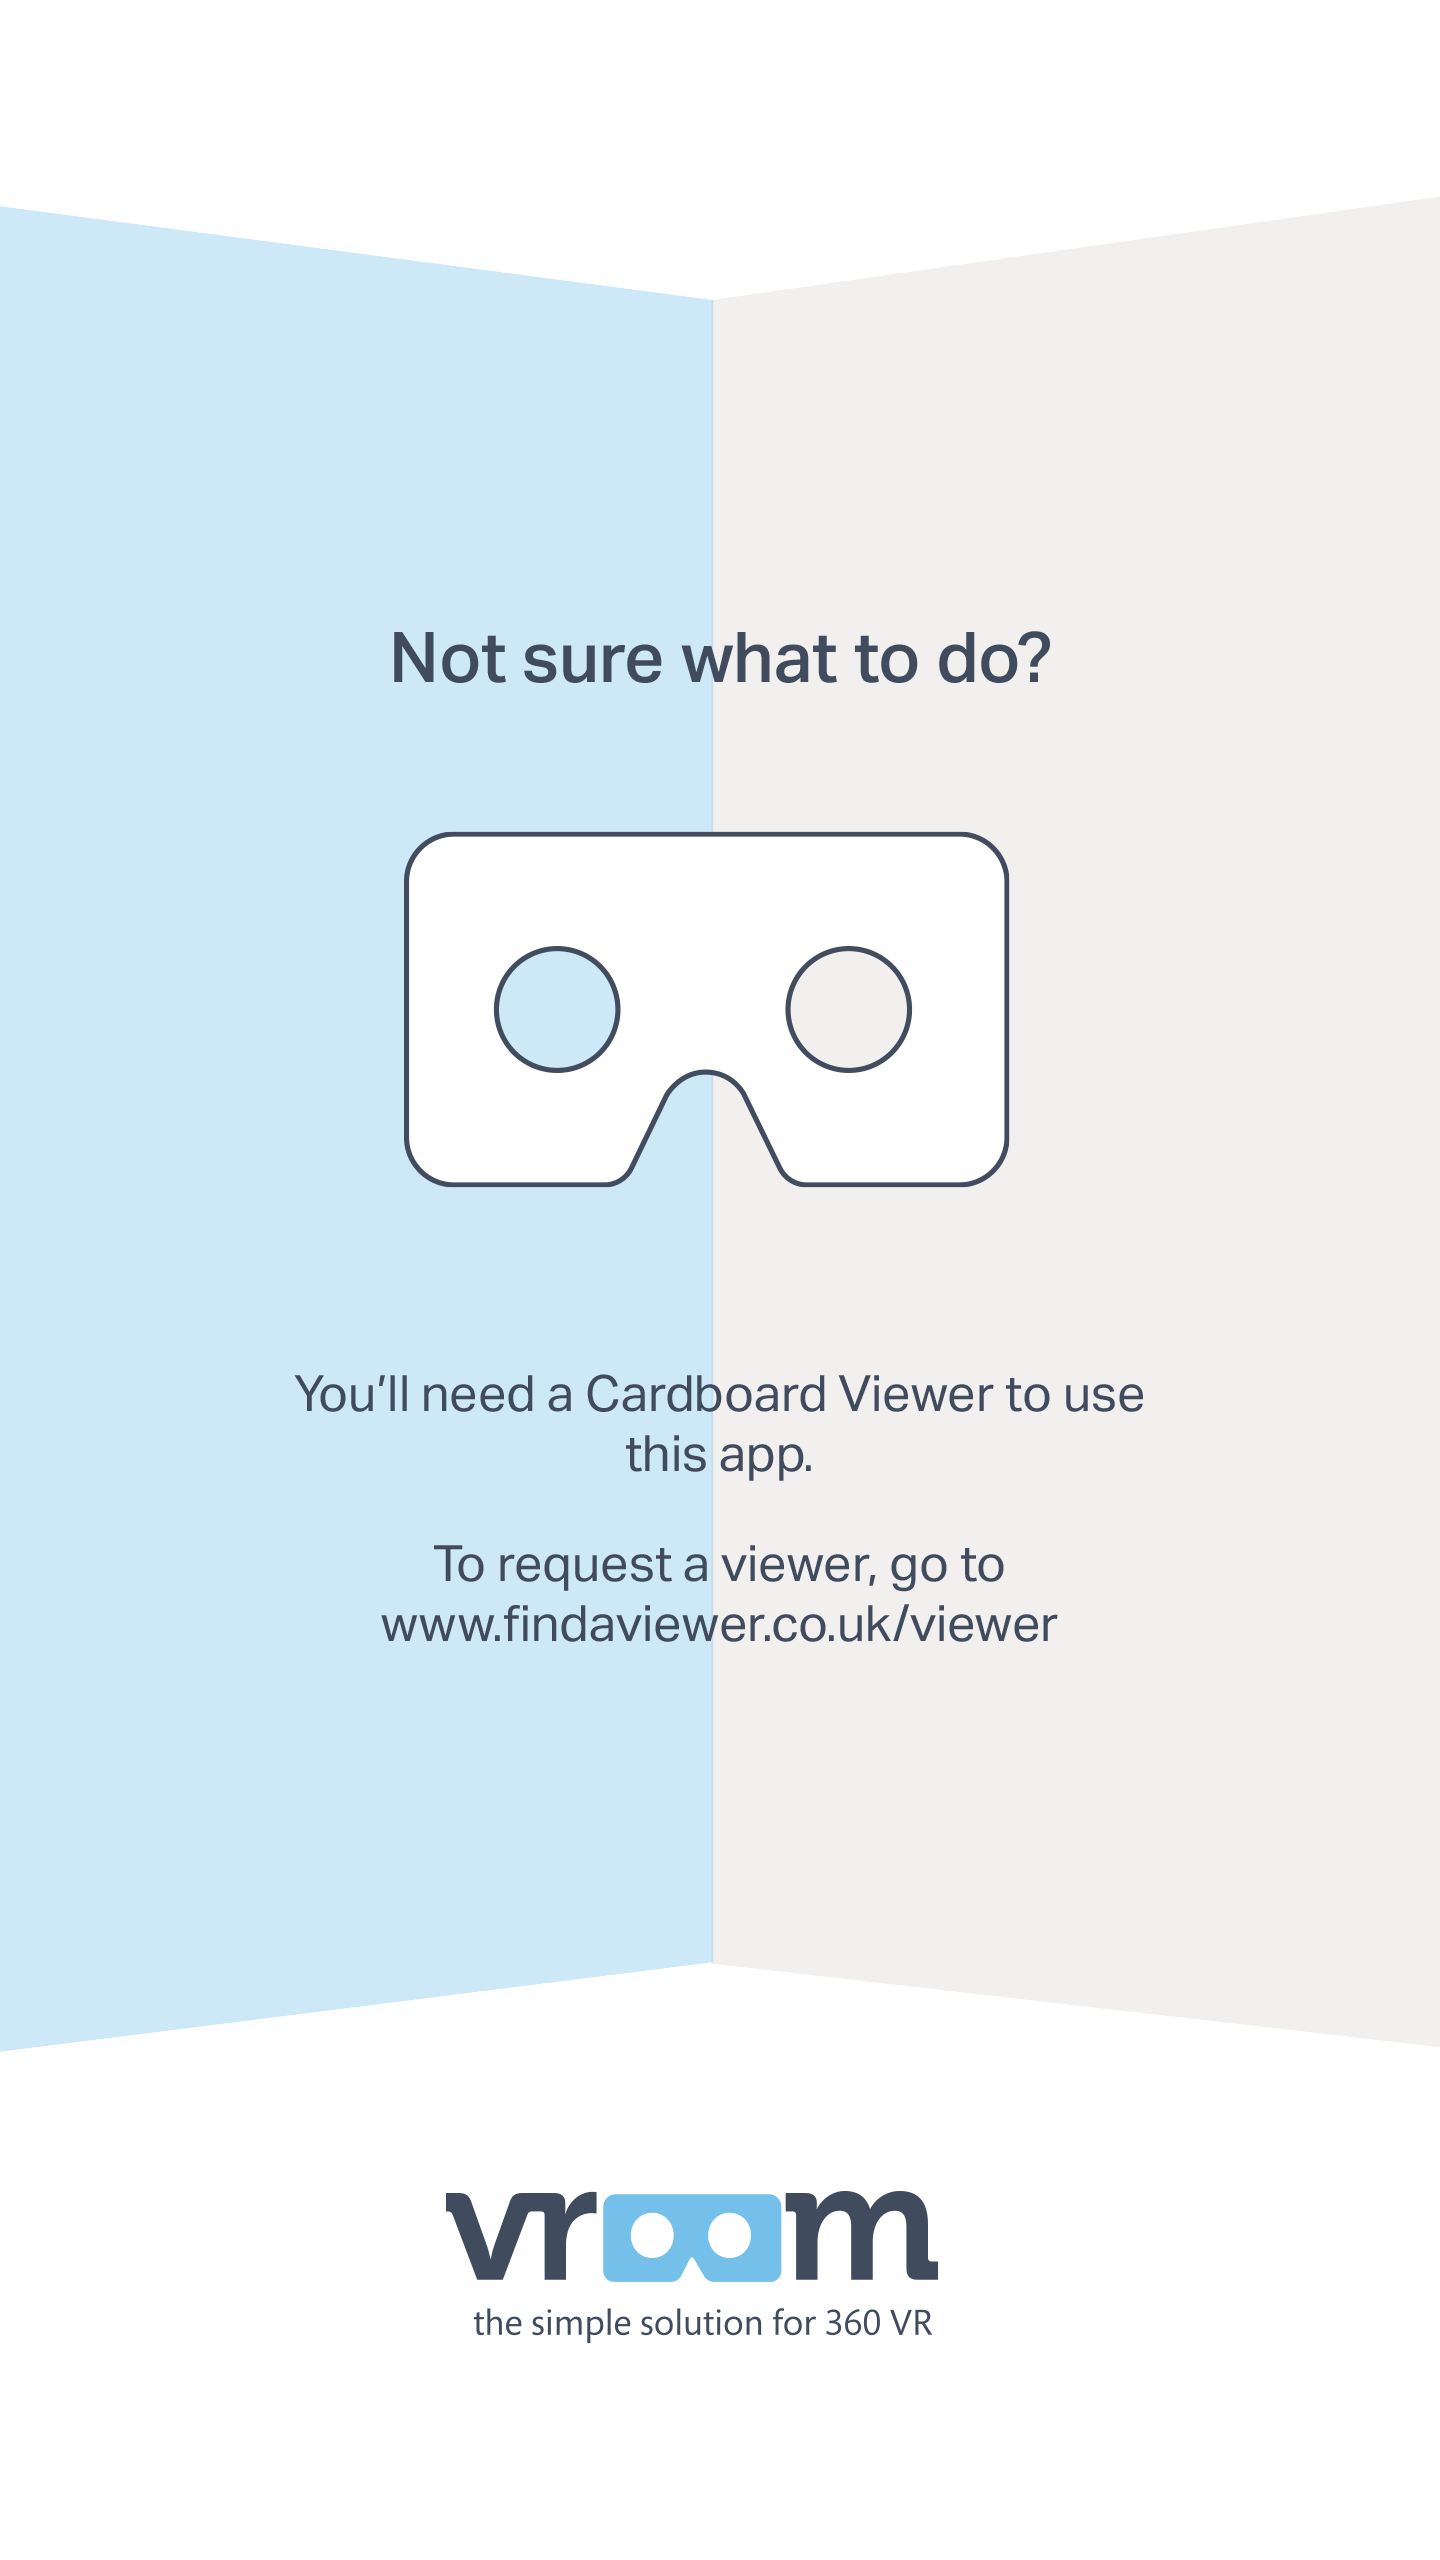 Not sure what to do?
You’ll need a Cardboard Viewer to use
this app.
To request a viewer, go to
www.findaviewer.co.uk/viewer
vroom
the simple solution for 360 VR